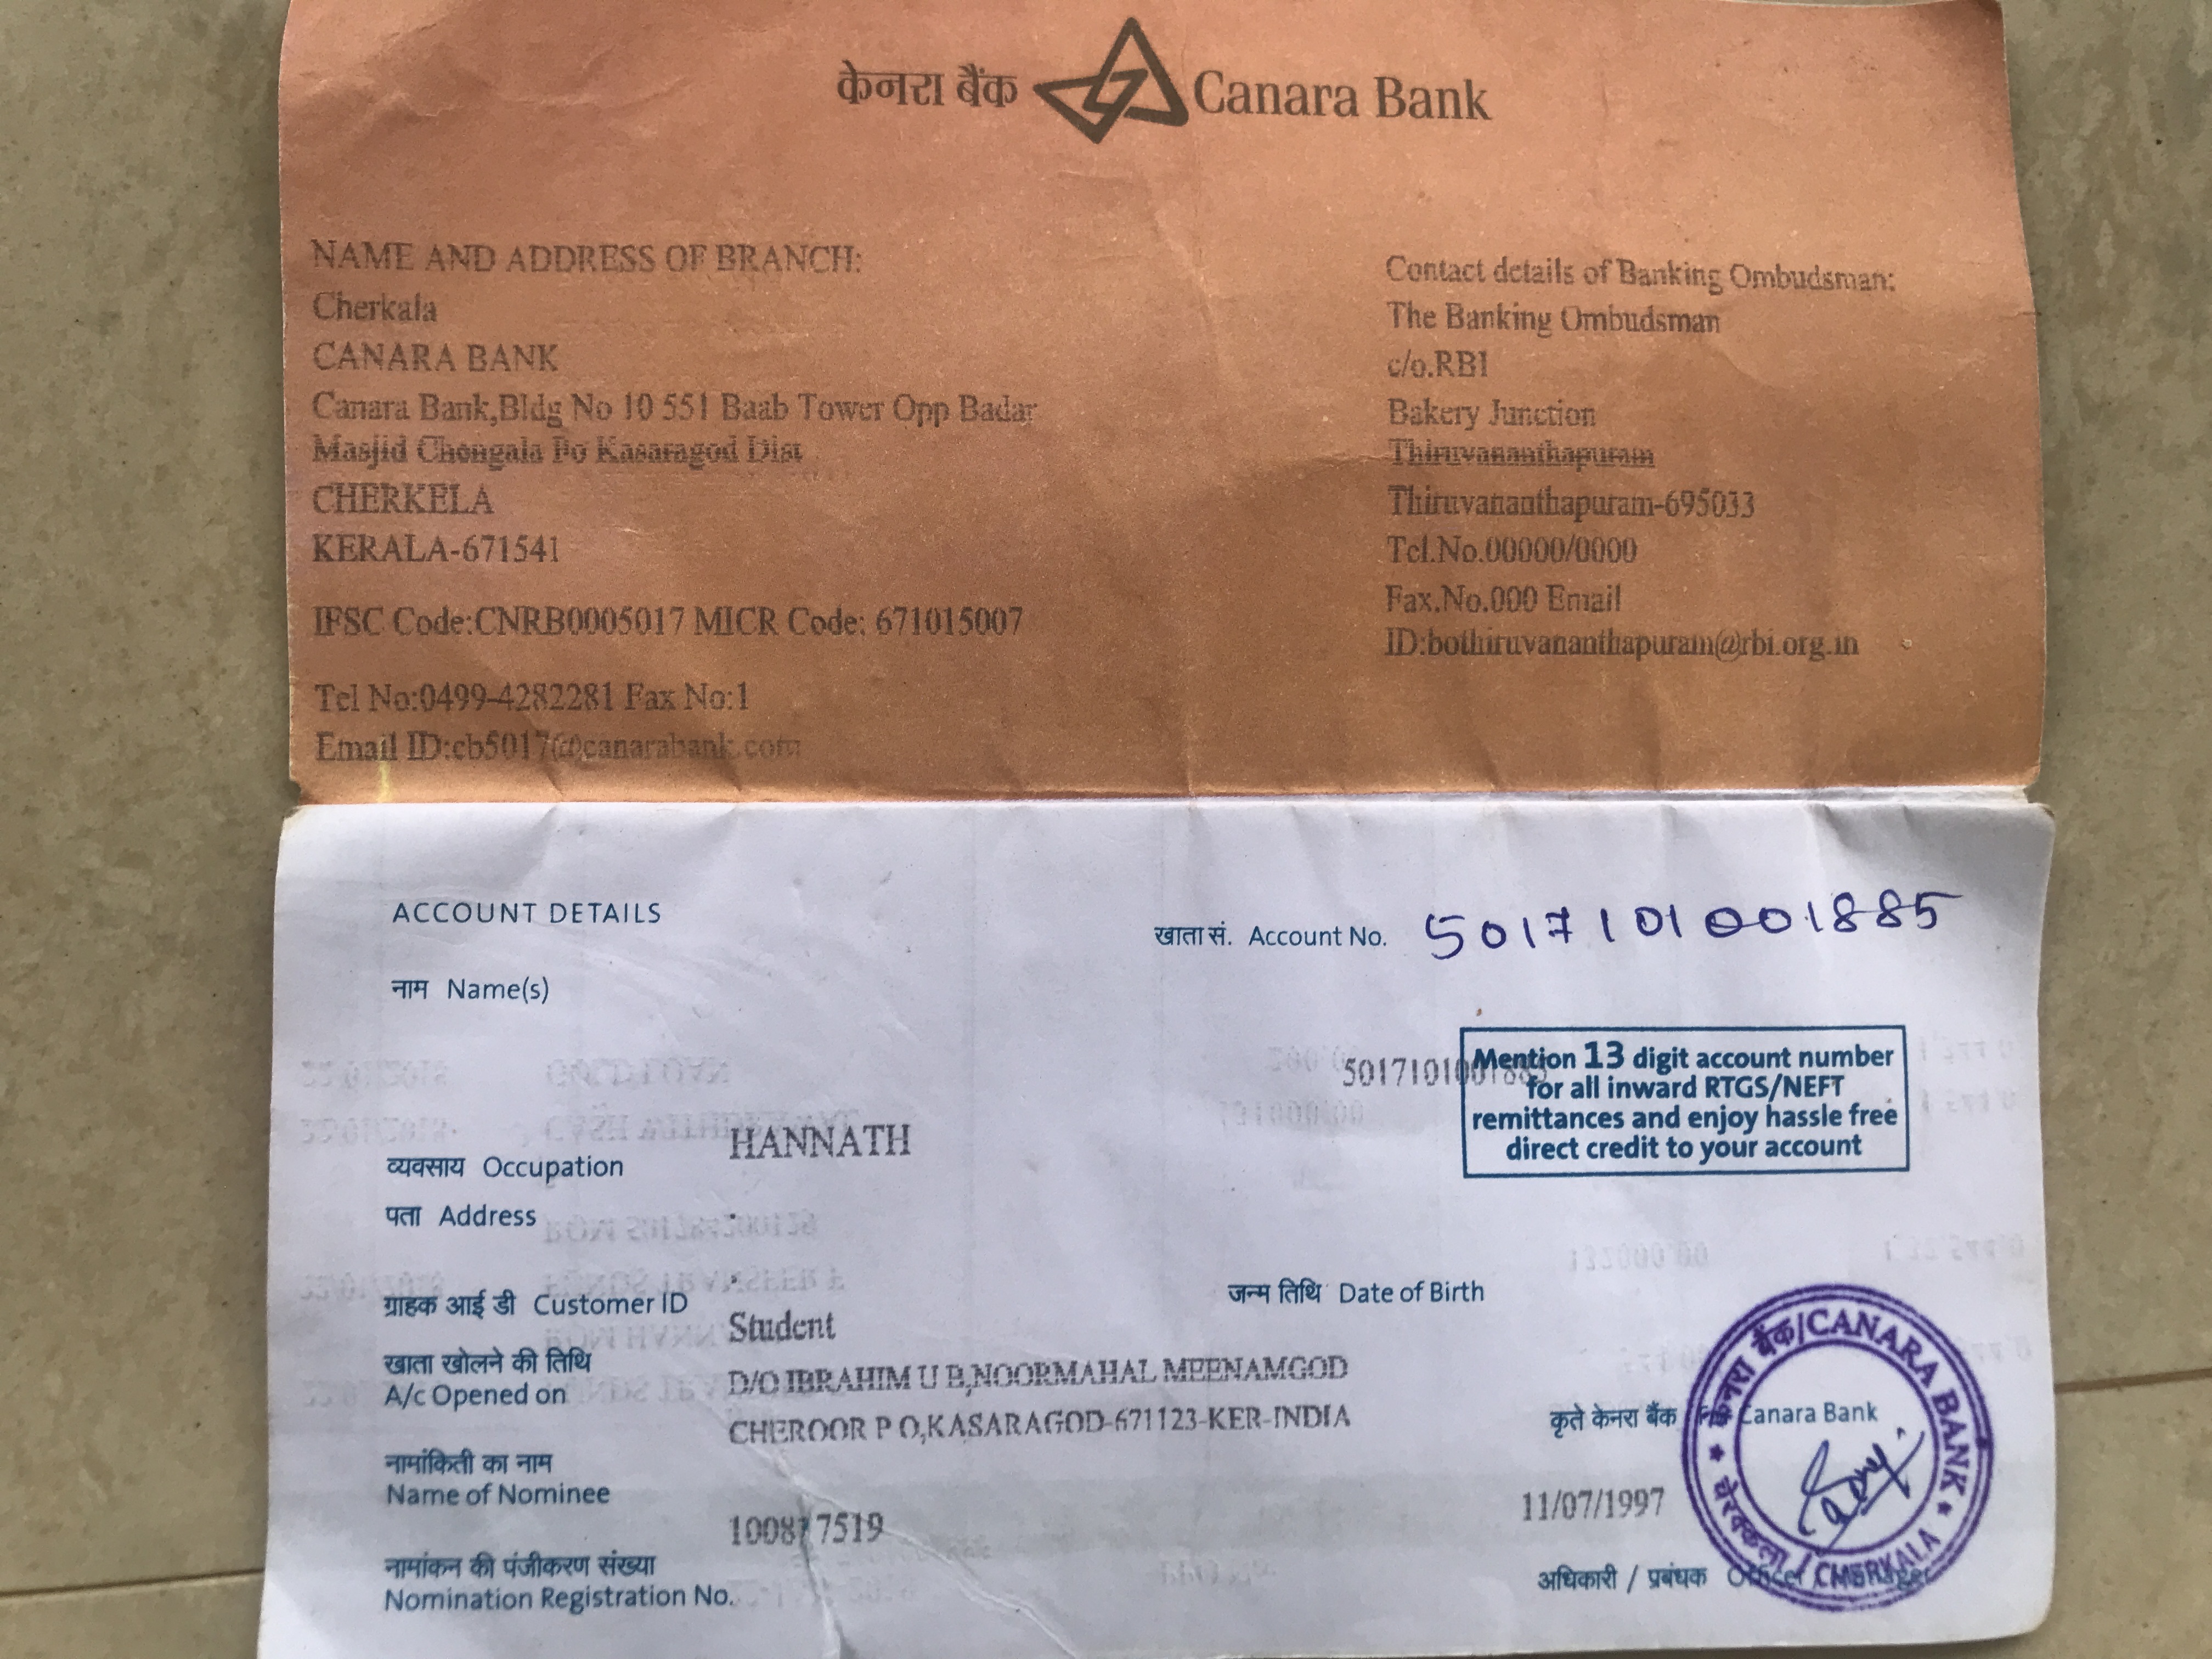 केनरा बैंक Canara Bank
NAME AND ADDRESS OF BRANCH:
Cherkala
CANARA BANK
Canara Bank,Bldg No 10 551 Baab Tower Opp Badar
Masjid Chengala Po Kasaragod Dist
CHERKELA
KERALA-671541
IFSC Code:CNRB0005017 MICR Code: 671015007
Tel No:0499-4282281 Fax No:1
Email ID:cb5017@canarabank.com
Contact details of Banking Ombudsman:
The Banking Ombudsman
c/o.RBI
Bakery Junction
Thiruvananthapuram
Thiruvananthapuram-695033
Tel.No.00000/0000
Fax.No.000 Email
ID:bothiruvananthapuram@rbi.org.in
ACCOUNT DETAILS
खाता सं. Account No. 5017101001885
नाम Name(s)
50171010018
Mention 13 digit account number
for all inward RTGS/NEFT
remittances and enjoy hassle free
direct credit to your account
HANNATH
व्यवसाय Occupation
पता Address
जन्म तिथि Date of Birth
ग्राहक आई डी Customer ID
Student
खाता खोलने की तिथि
A/c Opened on
D/O IBRAHIM U B,NOORMAHAL MEENAMGOD
CHEROOR P O,KASARAGOD-671123-KER-INDIA
नामांकिती का नाम
Name of Nominee
कृते केनरा बैंक Canara Bank
11/07/1997
100877519
नामांकन की पंजीकरण संख्या
Nomination Registration No.
अधिकारी / प्रबंधक
केनरा बैंक/CANARA BANK
चेरकला/CHERKALA